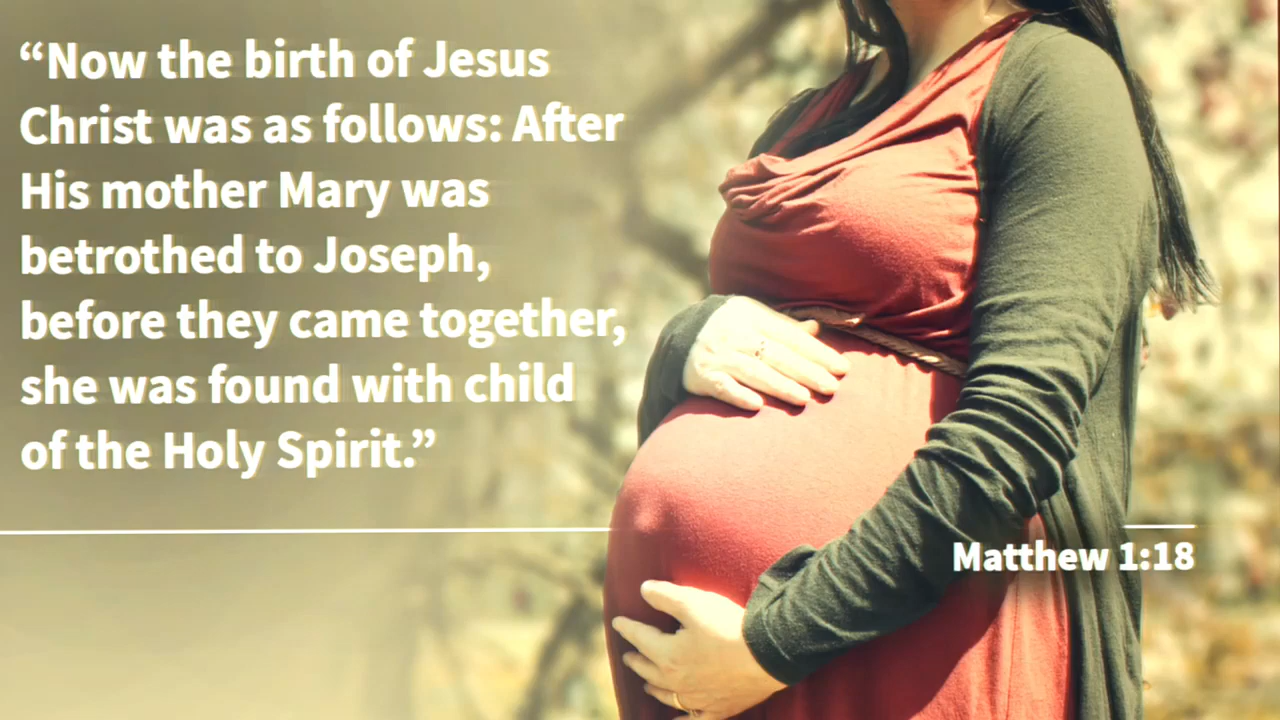 “Now the birth of Jesus
Christ was as follows: After
His mother Mary was
betrothed to Joseph,
before they came together,
she was found with child
of the Holy Spirit.”
Matthew 1:18